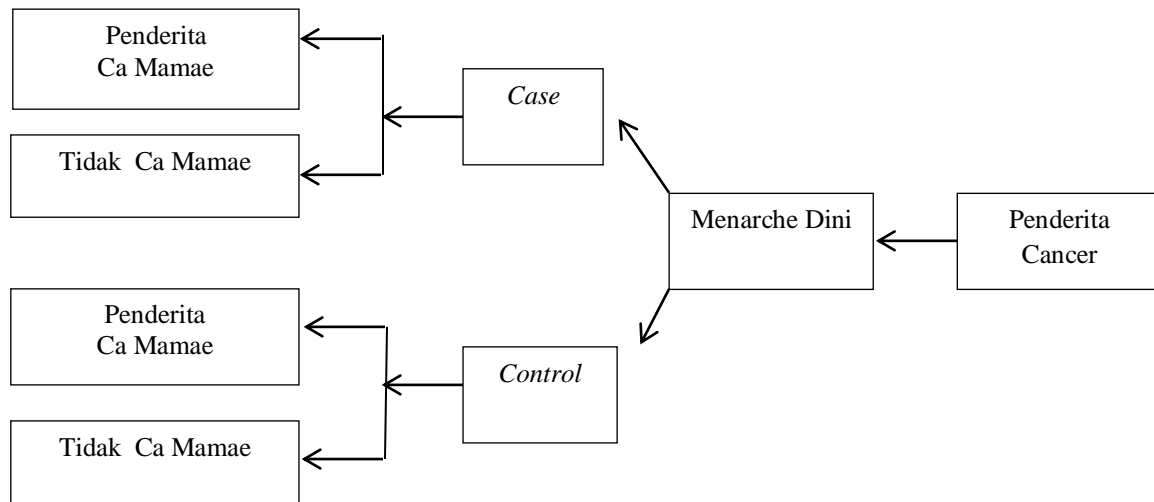 Penderita
Ca Mamae
Tidak  Ca Mamae
Case
Menarche Dini
Penderita
Cancer
Penderita
Ca Mamae
Control
Tidak  Ca Mamae